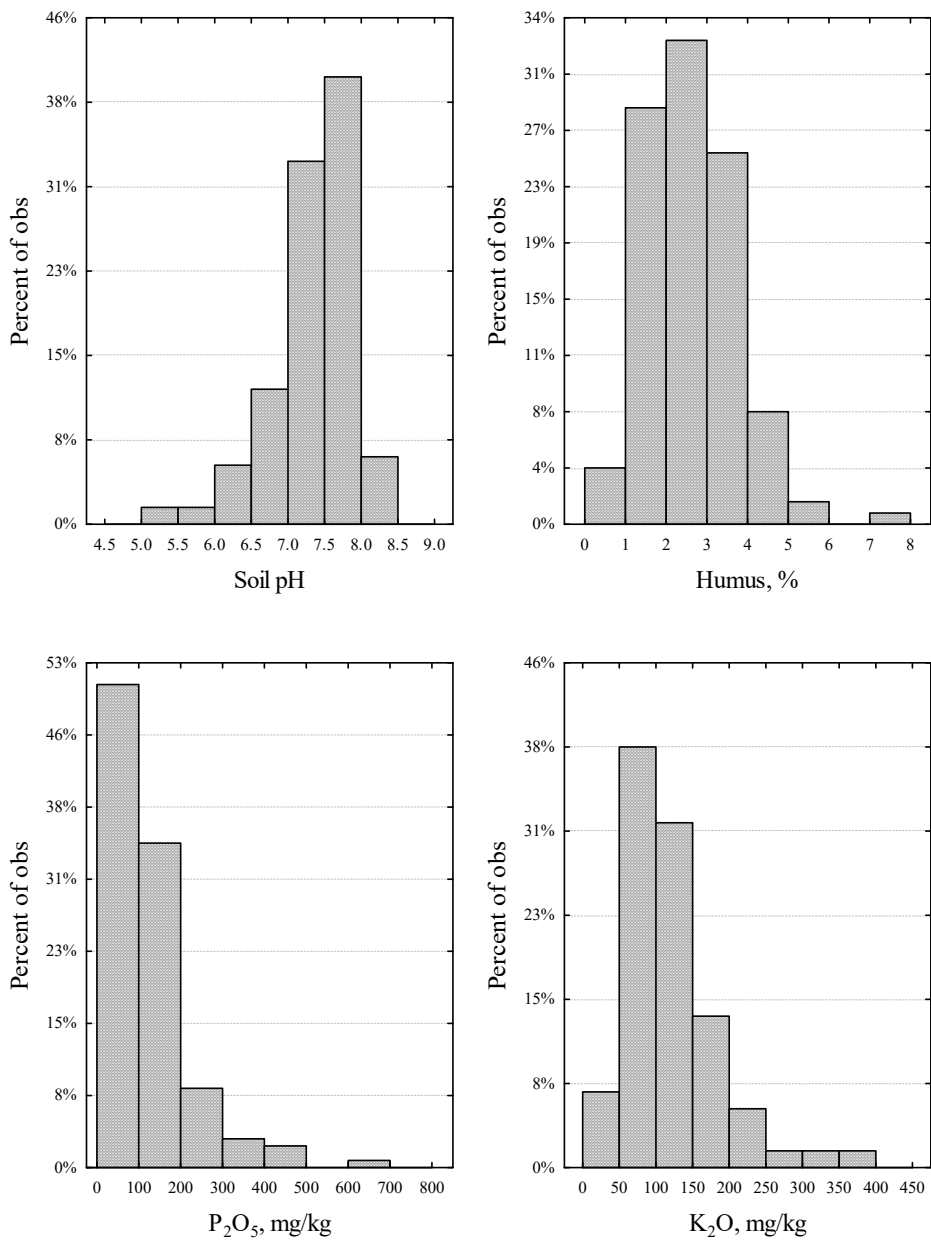 46%
38%
31%
23%
15%
8%
0%
Percent of obs
4.5 5.0 5.5 6.0 6.5 7.0 7.5 8.0 8.5 9.0
Soil pH
34%
31%
27%
23%
19%
15%
11%
8%
4%
0%
Percent of obs
0 1 2 3 4 5 6 7 8
Humus, %
53%
46%
38%
31%
23%
15%
8%
0%
Percent of obs
0 100 200 300 400 500 600 700 800
P₂O₅, mg/kg
46%
38%
31%
23%
15%
8%
0%
Percent of obs
0 50 100 150 200 250 300 350 400 450
K₂O, mg/kg